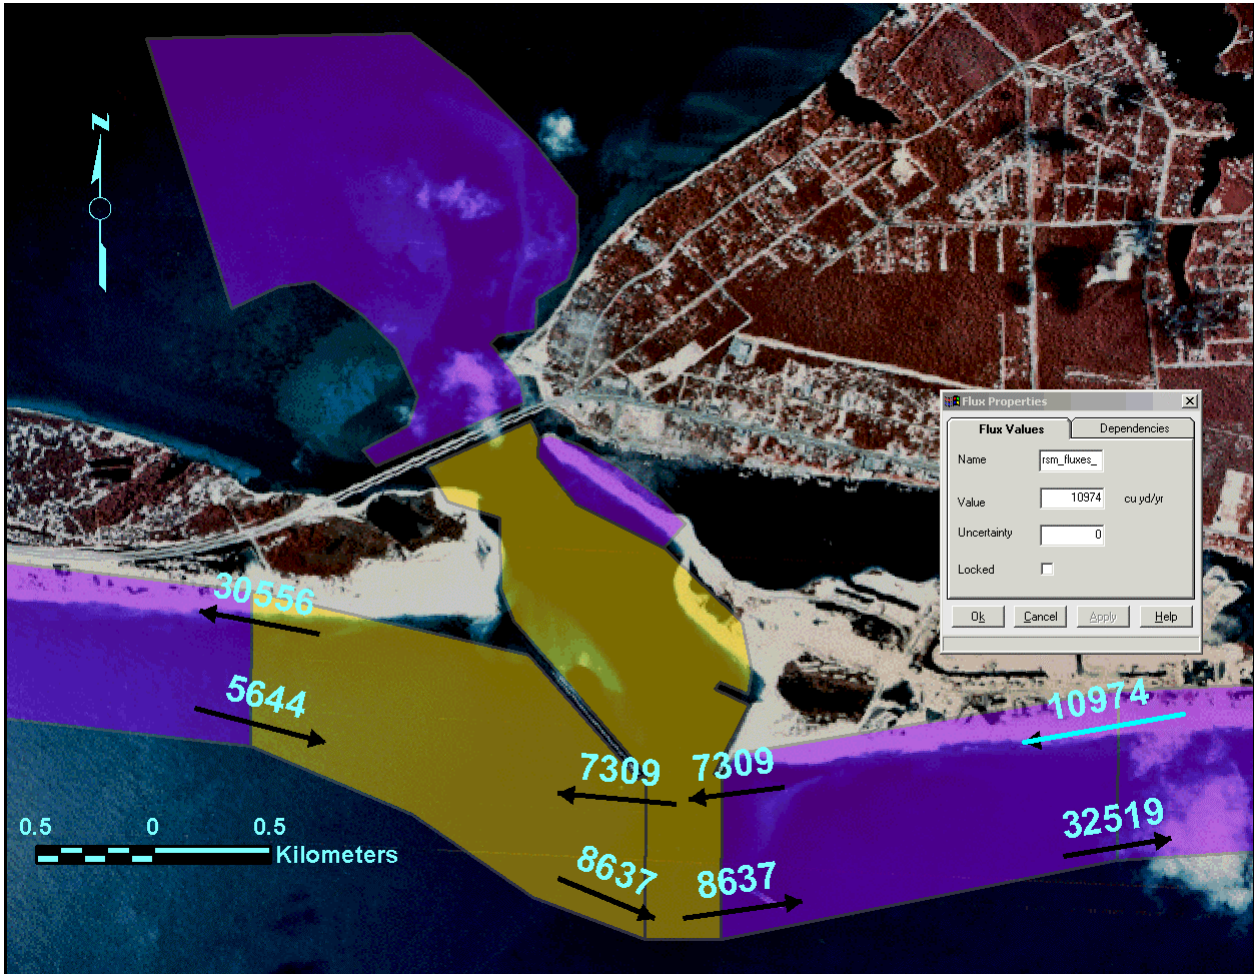 N
Flux Properties
Flux Values
Dependencies
Name
rsm_fluxes_
Value
10974
cu yd/yr
Uncertainty
0
Locked
Ok
Cancel
Apply
Help
30556
5644
10974
7309
7309
32519
8637
8637
0.5 0 0.5
Kilometers